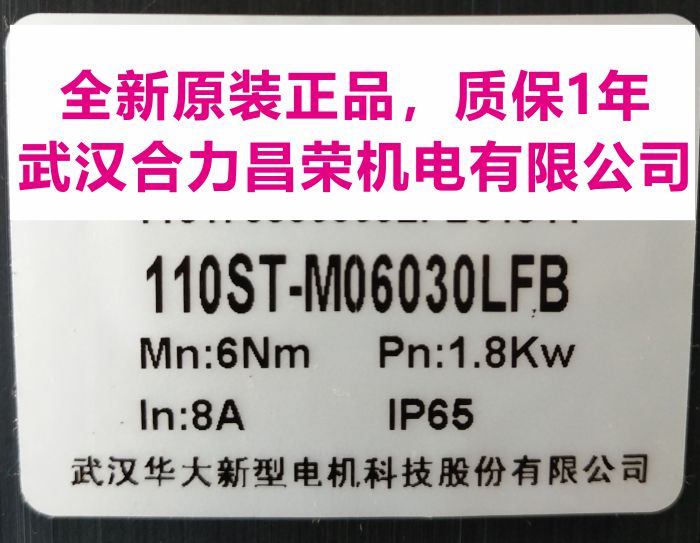 全新原装正品，质保1年
武汉合力昌荣机电有限公司
110ST-M06030LFB
Mn:6Nm Pn:1.8Kw
In:8A IP65
武汉华大新型电机科技股份有限公司